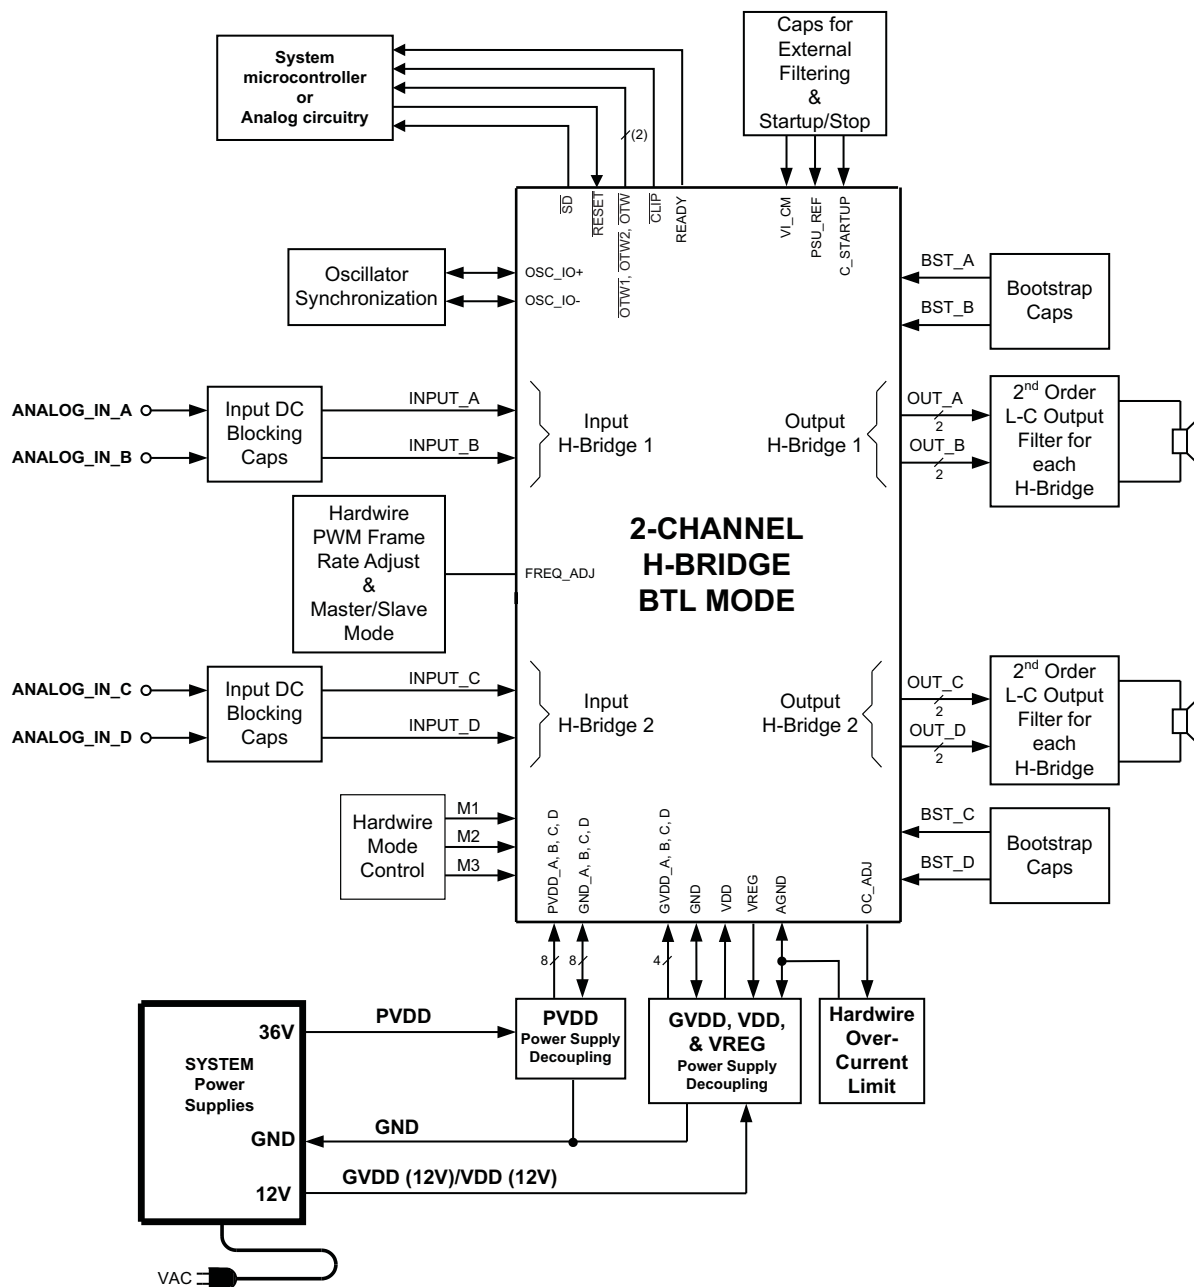 System
microcontroller
or
Analog circuitry
Caps for
External
Filtering
&
Startup/Stop
(2)
SD
RESET
OTW1, OTW2, OTW
CLIP
READY
VI_CM
PSU_REF
C_STARTUP
Oscillator
Synchronization
OSC_IO+
OSC_IO-
BST_A
BST_B
Bootstrap
Caps
ANALOG_IN_A
ANALOG_IN_B
Input DC
Blocking
Caps
INPUT_A
INPUT_B
Input
H-Bridge 1
Output
H-Bridge 1
OUT_A
2
OUT_B
2
2nd Order
L-C Output
Filter for
each
H-Bridge
Hardwire
PWM Frame
Rate Adjust
&
Master/Slave
Mode
FREQ_ADJ
2-CHANNEL
H-BRIDGE
BTL MODE
ANALOG_IN_C
ANALOG_IN_D
Input DC
Blocking
Caps
INPUT_C
INPUT_D
Input
H-Bridge 2
Output
H-Bridge 2
OUT_C
2
OUT_D
2
2nd Order
L-C Output
Filter for
each
H-Bridge
Hardwire
Mode
Control
M1
M2
M3
PVDD_A, B, C, D
GND_A, B, C, D
GVDD_A, B, C, D
GND
VDD
VREG
AGND
OC_ADJ
BST_C
BST_D
Bootstrap
Caps
8
8
4
36V
SYSTEM
Power
Supplies
GND
12V
PVDD
PVDD
Power Supply
Decoupling
GVDD, VDD,
& VREG
Power Supply
Decoupling
Hardwire
Over-
Current
Limit
GND
GVDD (12V)/VDD (12V)
VAC